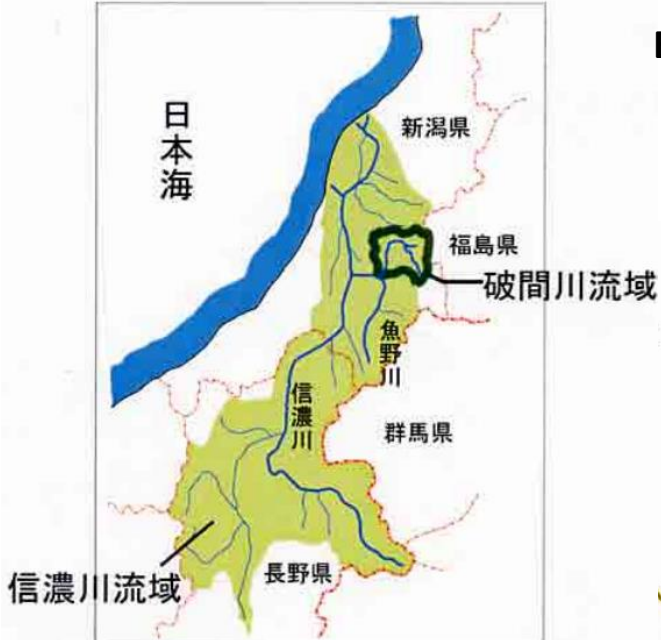 日本海
新潟県
福島県
破間川流域
魚野川
信濃川
群馬県
信濃川流域
長野県